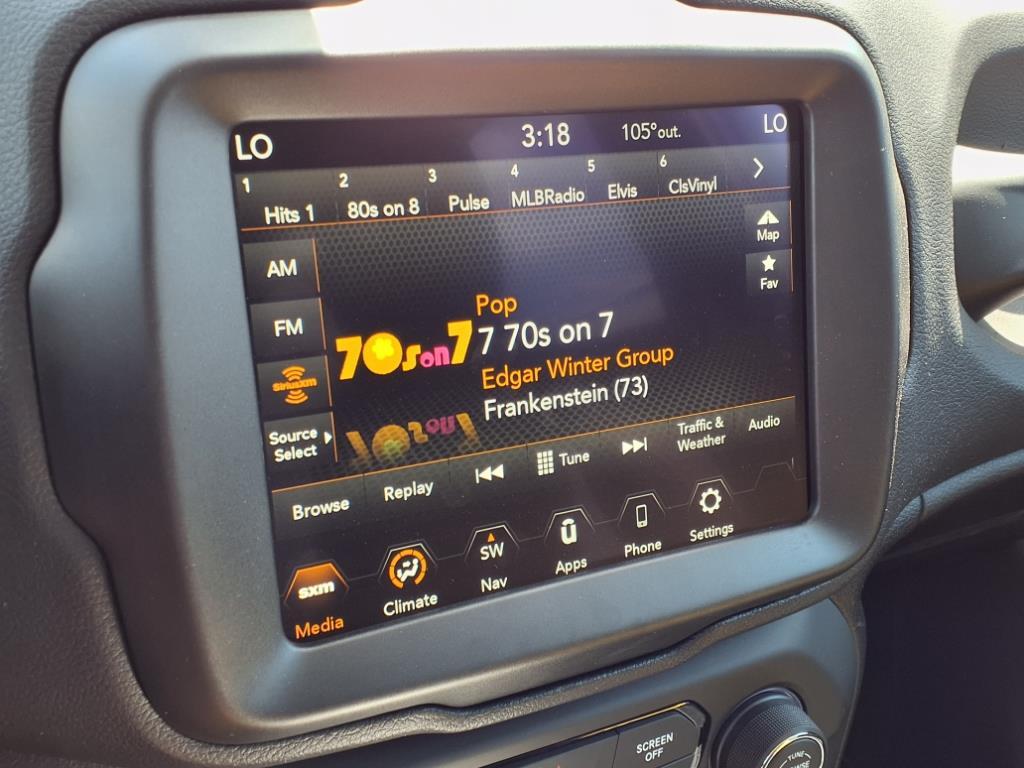 LO 3:18 105° out. LO
1 2 3 4 5 6
Hits 1 80s on 8 Pulse MLBRadio Elvis ClsVinyl
AM
FM
SiriusXM
Source
Select
Map
Fav
70s on 7
Pop
7 70s on 7
Edgar Winter Group
Frankenstein (73)
Browse Replay Tune Traffic &
Weather Audio
sxm
Media
Climate
SW
Nav
Apps
Phone
Settings
SCREEN
OFF
TUNE